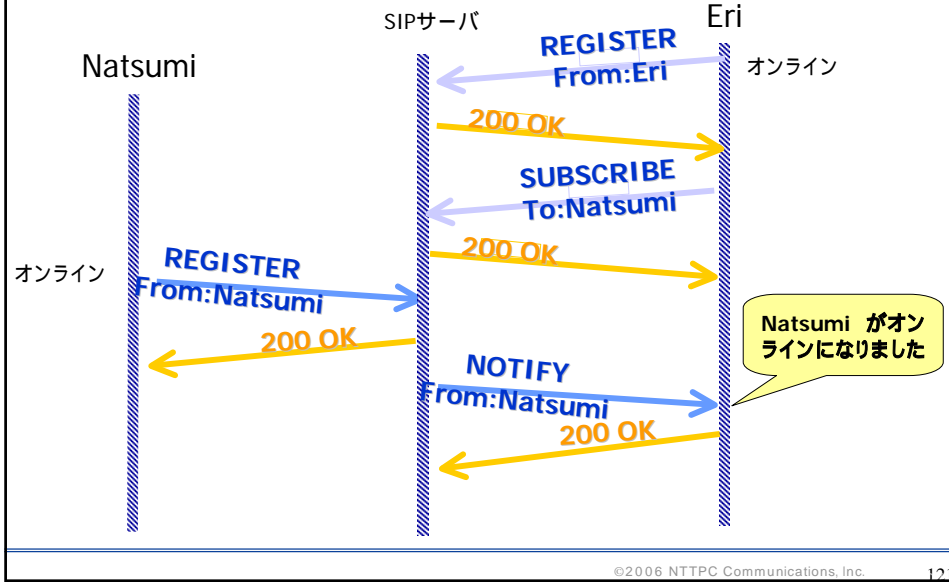 SIPサーバ
Eri
Natsumi
REGISTER
From:Eri
オンライン
200 OK
SUBSCRIBE
To:Natsumi
200 OK
オンライン
REGISTER
From:Natsumi
200 OK
Natsumi がオン
ラインになりました
NOTIFY
From:Natsumi
200 OK
©2006 NTTPC Communications, Inc.
12